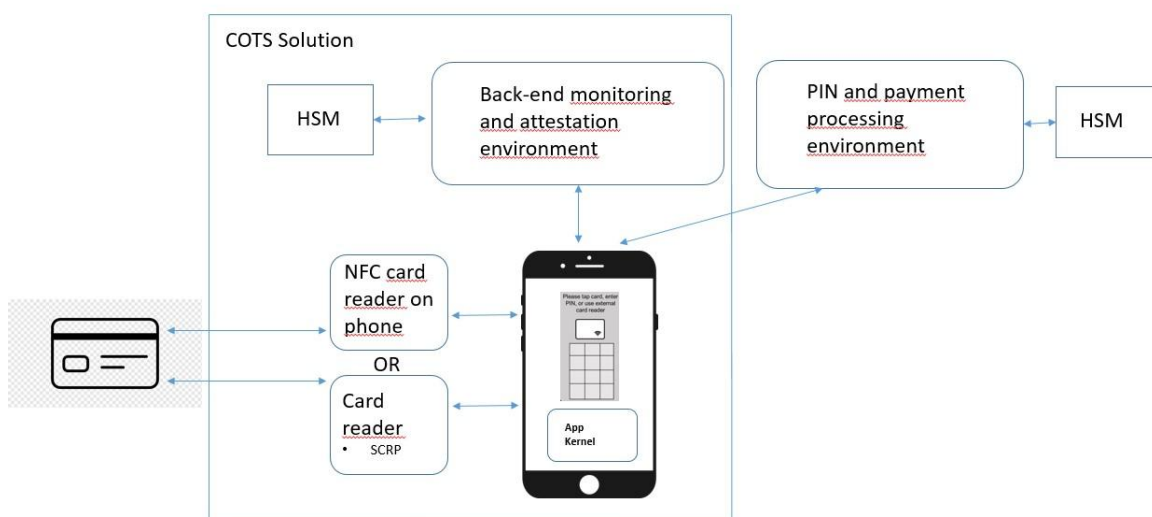 COTS Solution
HSM
Back-end monitoring
and attestation
environment
PIN and payment
processing
environment
HSM
NFC card
reader on
phone
OR
Card
reader
• SCRP
Please tap card, enter
PIN, or use external
card reader
App
Kernel